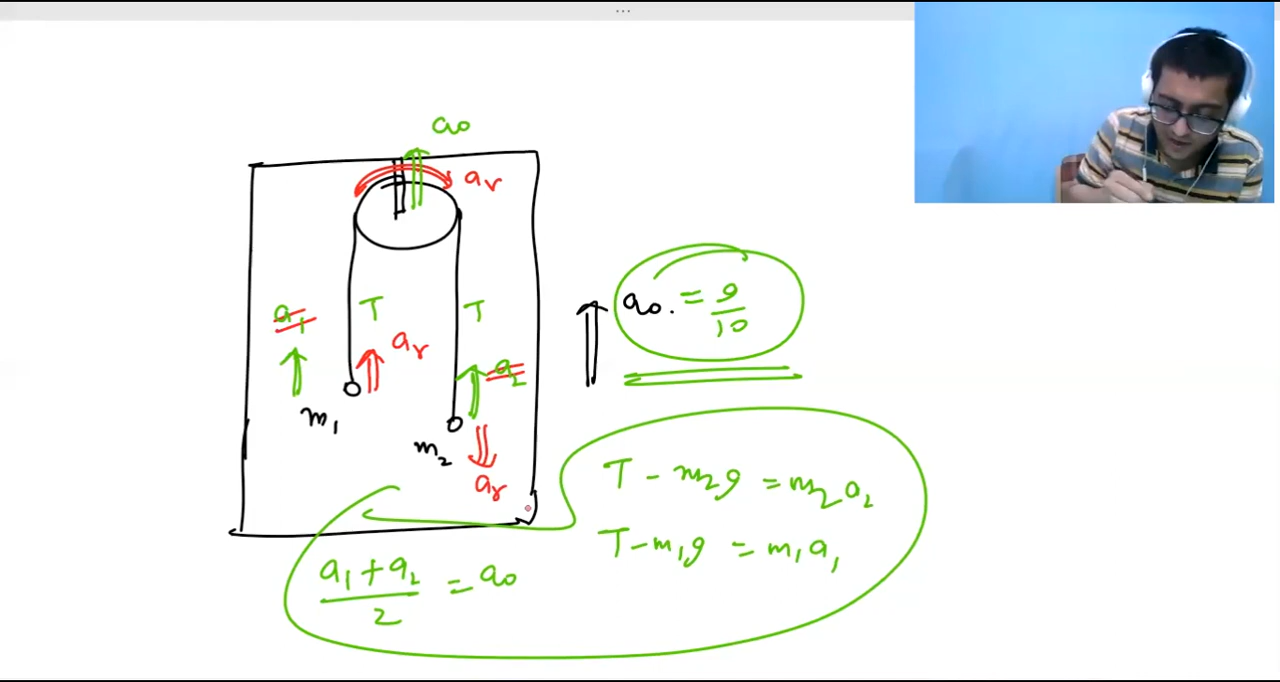 a₀
aᵣ
a₁ T T a₀. = g/10
aᵣ a₂
m₁
m₂
aᵣ
T - m₂g = m₂a₂
T - m₁g = m₁a₁
(a₁ + a₂)/2 = a₀